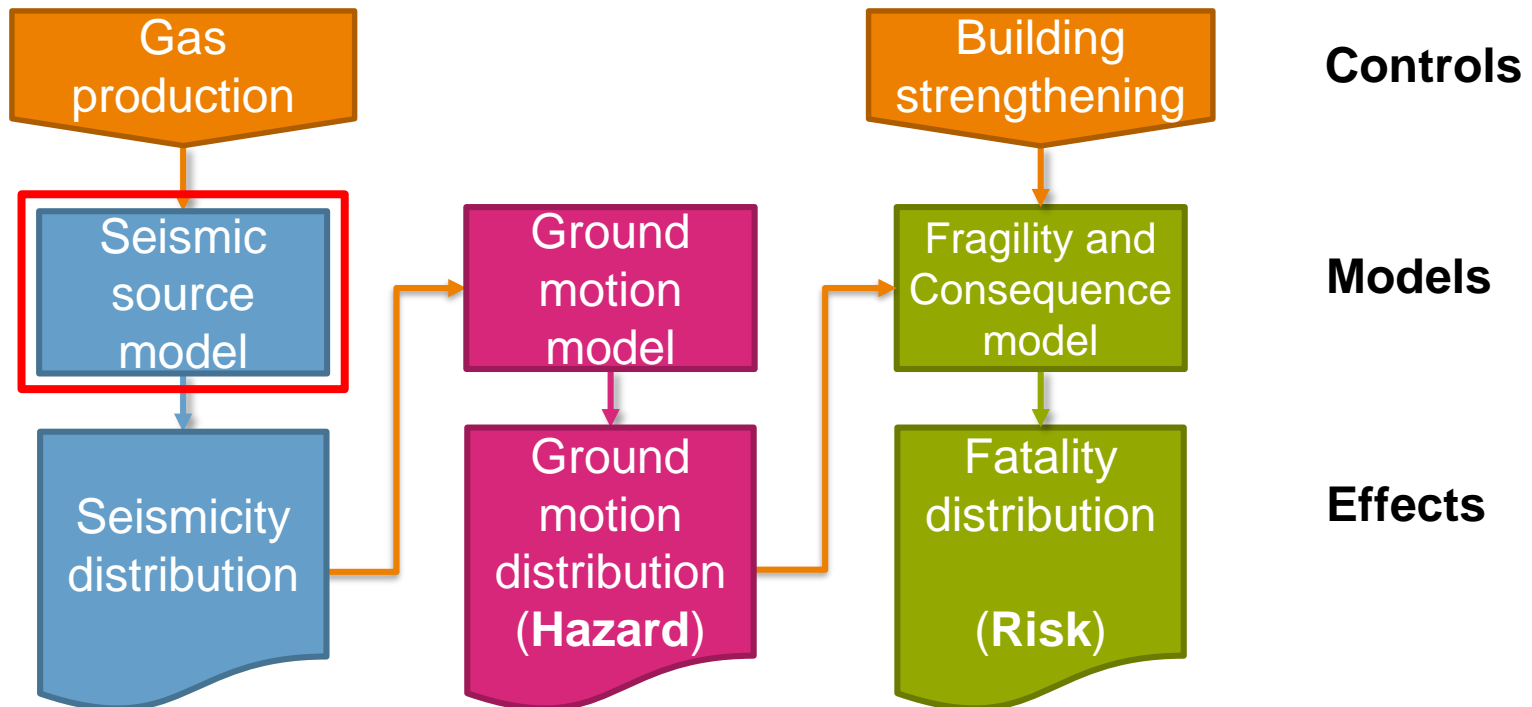 Gas
production
Building
strengthening
Controls
Seismic
source
model
Ground
motion
model
Fragility and
Consequence
model
Models
Seismicity
distribution
Ground
motion
distribution
(Hazard)
Fatality
distribution
(Risk)
Effects